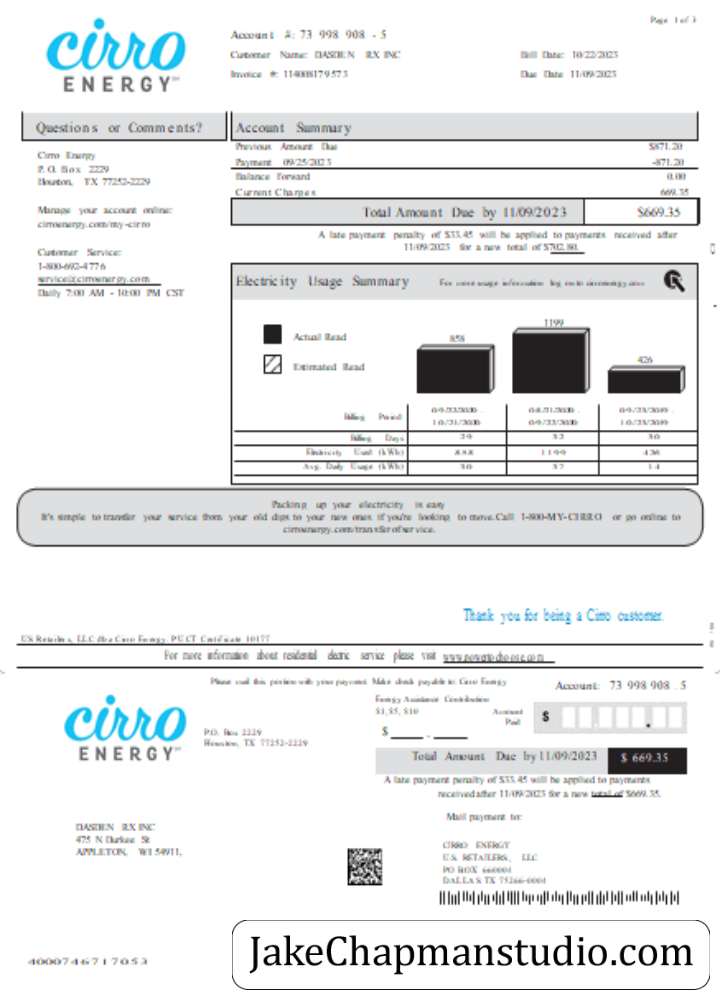 cirro
ENERGY
Page 1 of 3
Account #: 73 998 908 - 5
Customer Name: DASDEN RX INC
Bill Date: 10/22/2023
Invoice #: 114008179573
Due Date 11/09/2023
Questions or Comments?
Cirro Energy
P. O. Box 2229
Houston, TX 77252-2229
Manage your account online:
cirroenergy.com/my-cirro
Customer Service:
1-800-692-4776
service@cirroenergy.com
Daily 7:00 AM - 10:00 PM CST
Account Summary
Previous Amount Due $871.20
Payment 09/25/2023 -871.20
Balance Forward 0.00
Current Charges 669.35
Total Amount Due by 11/09/2023 $669.35
A late payment penalty of $33.45 will be applied to payments received after
11/09/2023 for a new total of $702.80.
Electricity Usage Summary
For more usage information log on to cirroenergy.com
Actual Read
Estimated Read
858
1199
426
Billing Period
09/22/2020 -
10/21/2020
08/21/2020 -
09/22/2020
09/23/2019 -
10/23/2019
Billing Days 29 32 30
Electricity Used (kWh) 858 1199 426
Avg. Daily Usage (kWh) 30 37 14
Packing up your electricity is easy
It's simple to transfer your service from your old digs to your new ones if you're looking to move.Call 1-800-MY-CIRRO or go online to
cirroenergy.com/transferofservice.
Thank you for being a Cirro customer.
US Retailers, LLC dba Cirro Energy, PUCT Certificate 10177
For more information about residential electric service please visit www.powertochoose.com
Please mail this portion with your payment. Make check payable to: Cirro Energy
Account: 73 998 908 . 5
cirro
ENERGY
P.O. Box 2229
Houston, TX 77252-2229
Energy Assistance Contribution
$1, $5, $10
$ ____ . ____
Amount
Paid
$
Total Amount Due by 11/09/2023 $ 669.35
A late payment penalty of $33.45 will be applied to payments
received after 11/09/2023 for a new total of $669.35.
DASDEN RX INC
475 N Durkee St
APPLETON, WI 54911,
Mail payment to:
CIRRO ENERGY
U.S. RETAILERS, LLC
PO BOX 660004
DALLAS TX 75266-0004
4000746717053
JakeChapmanstudio.com